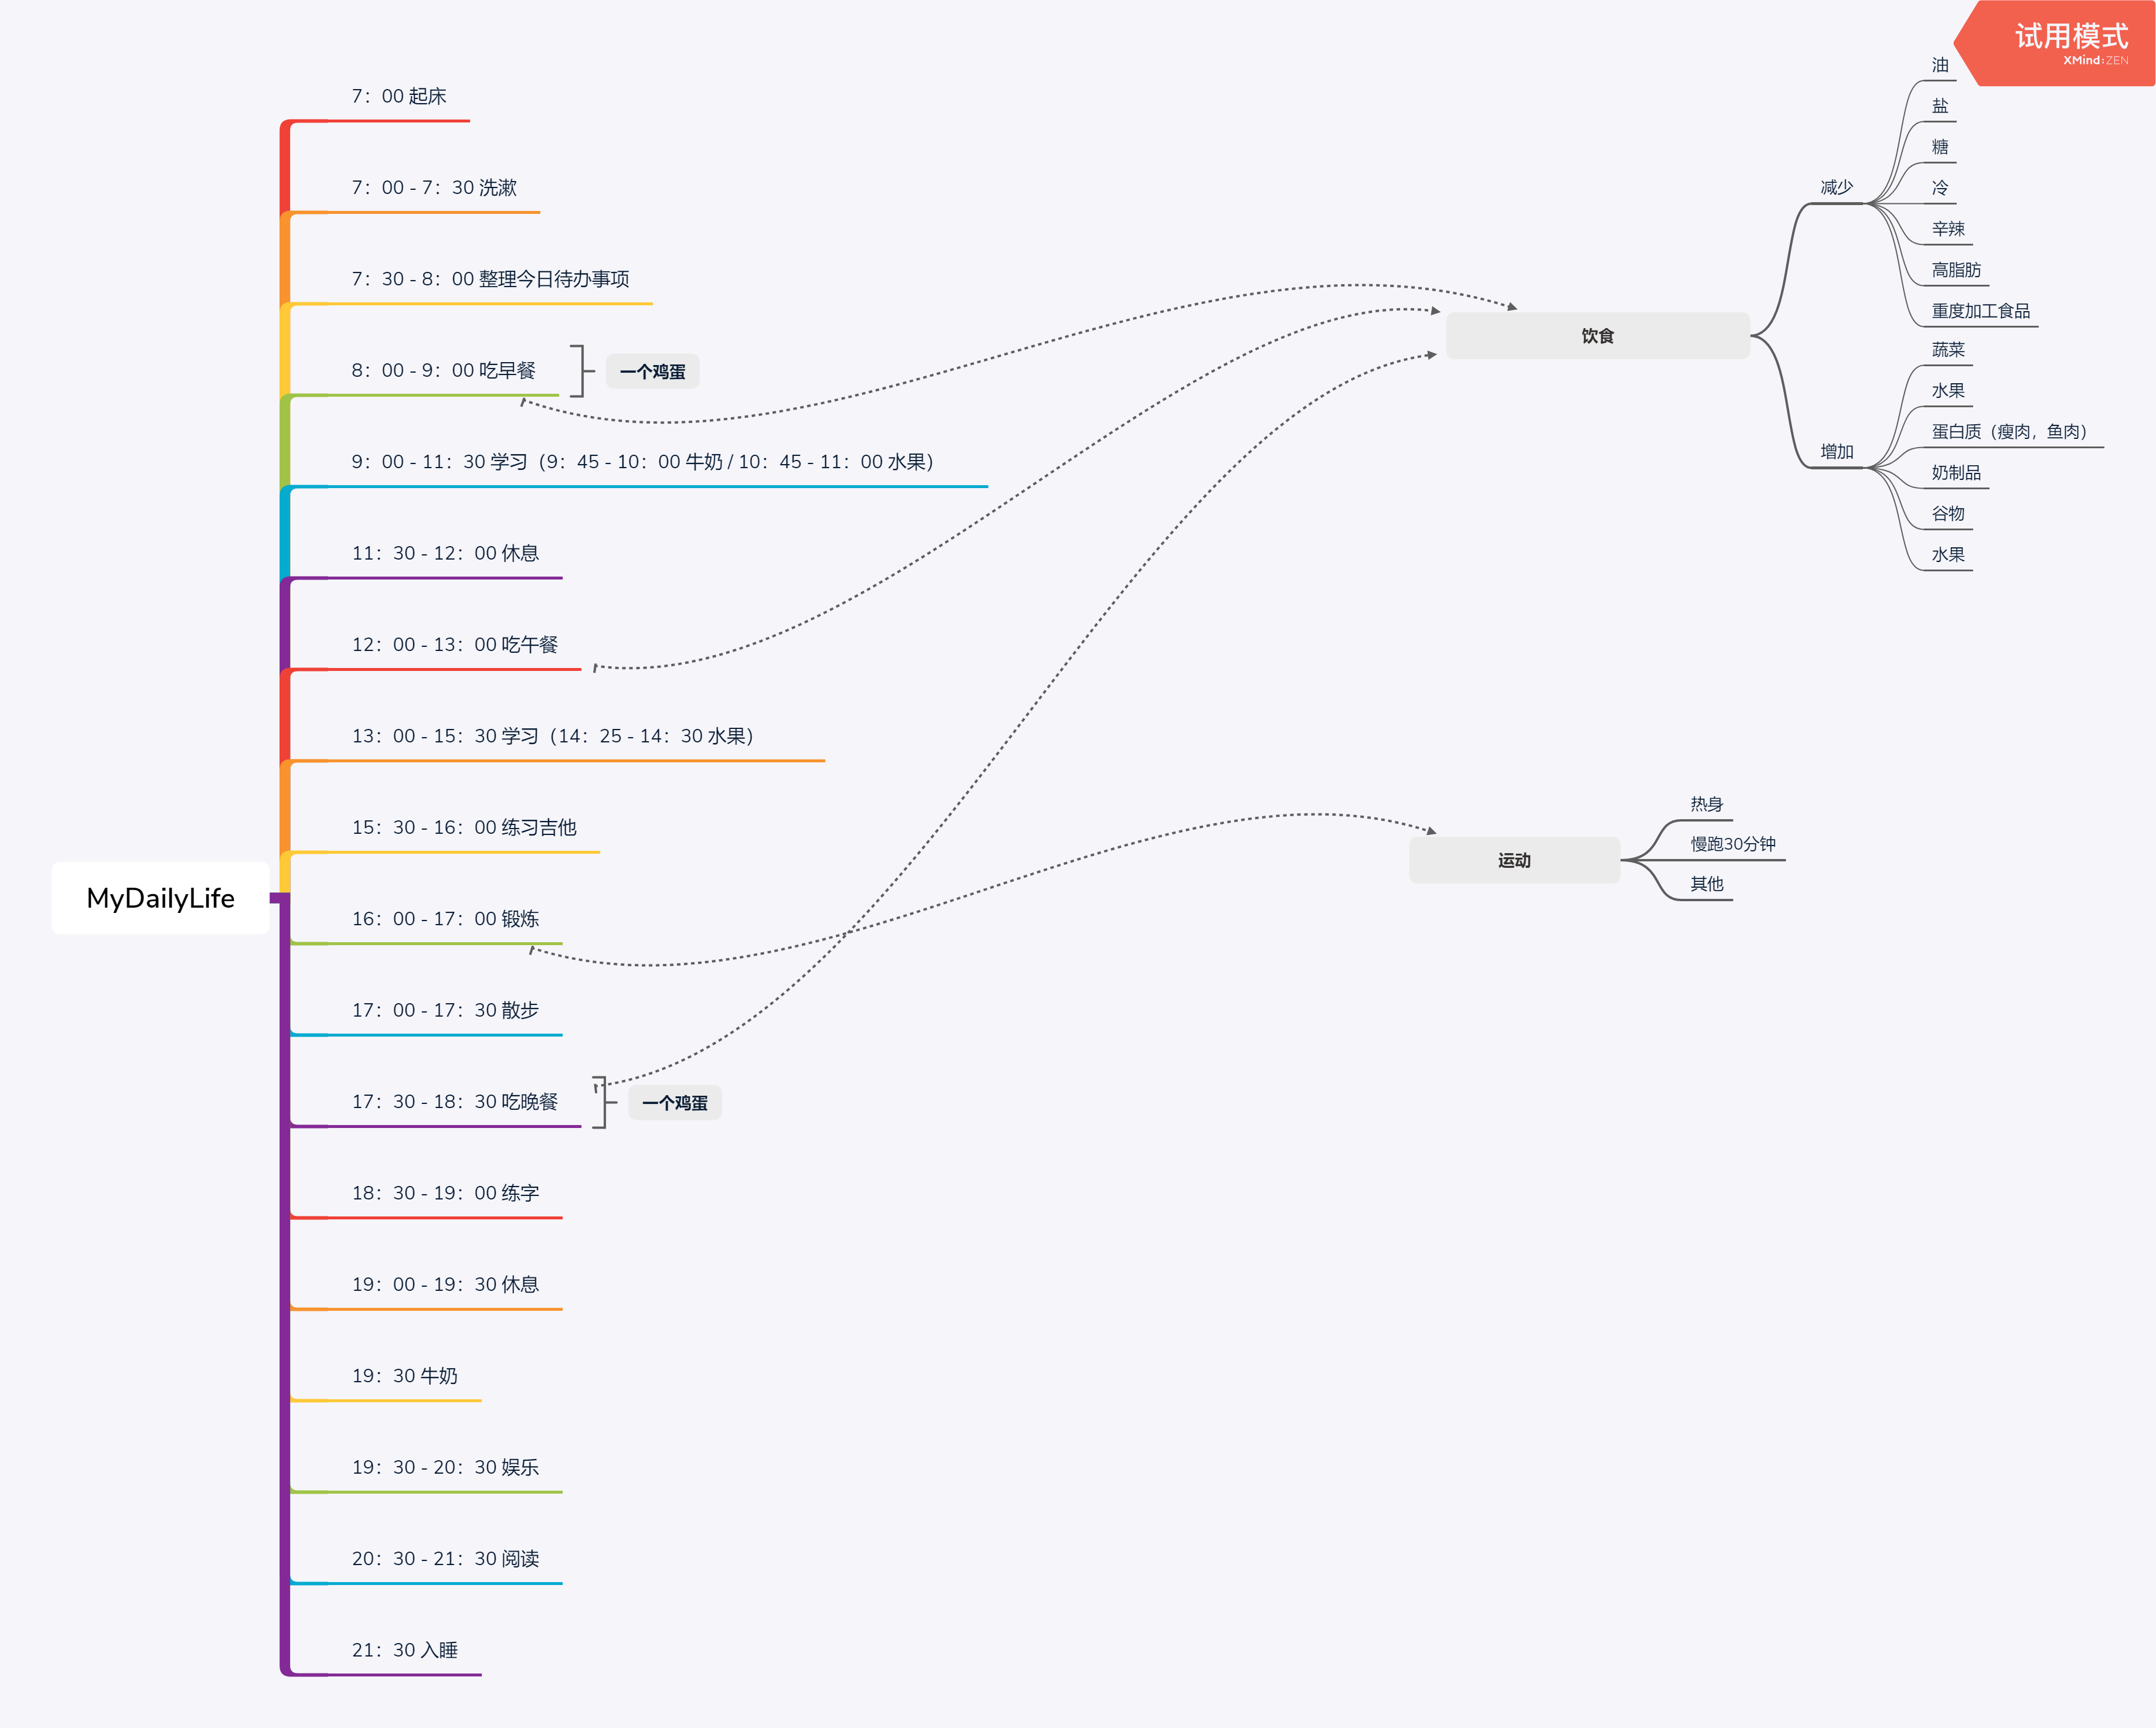 试用模式
XMind:ZEN
MyDailyLife
7：00 起床
7：00 - 7：30 洗漱
7：30 - 8：00 整理今日待办事项
8：00 - 9：00 吃早餐
一个鸡蛋
9：00 - 11：30 学习（9：45 - 10：00 牛奶 / 10：45 - 11：00 水果）
11：30 - 12：00 休息
12：00 - 13：00 吃午餐
13：00 - 15：30 学习（14：25 - 14：30 水果）
15：30 - 16：00 练习吉他
16：00 - 17：00 锻炼
17：00 - 17：30 散步
17：30 - 18：30 吃晚餐
一个鸡蛋
18：30 - 19：00 练字
19：00 - 19：30 休息
19：30 牛奶
19：30 - 20：30 娱乐
20：30 - 21：30 阅读
21：30 入睡
饮食
减少
油
盐
糖
冷
辛辣
高脂肪
重度加工食品
增加
蔬菜
水果
蛋白质（瘦肉，鱼肉）
奶制品
谷物
水果
运动
热身
慢跑30分钟
其他